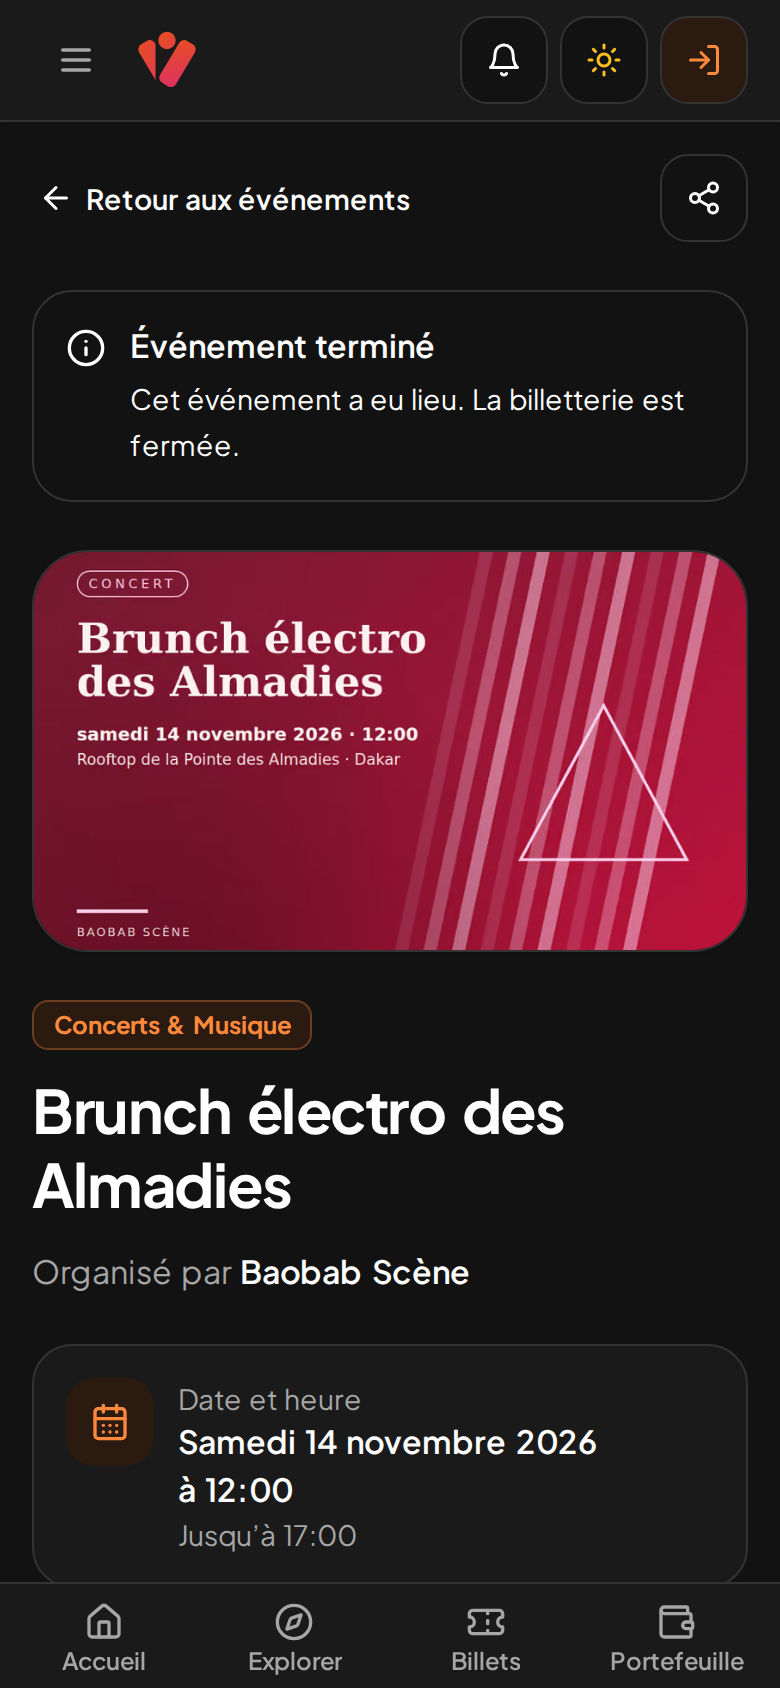 Retour aux événements
Événement terminé
Cet événement a eu lieu. La billetterie est
fermée.
CONCERT
Brunch électro
des Almadies
samedi 14 novembre 2026 · 12:00
Rooftop de la Pointe des Almadies · Dakar
BAOBAB SCÈNE
Concerts & Musique
Brunch électro des
Almadies
Organisé par Baobab Scène
Date et heure
Samedi 14 novembre 2026
à 12:00
Jusqu’à 17:00
Accueil
Explorer
Billets
Portefeuille